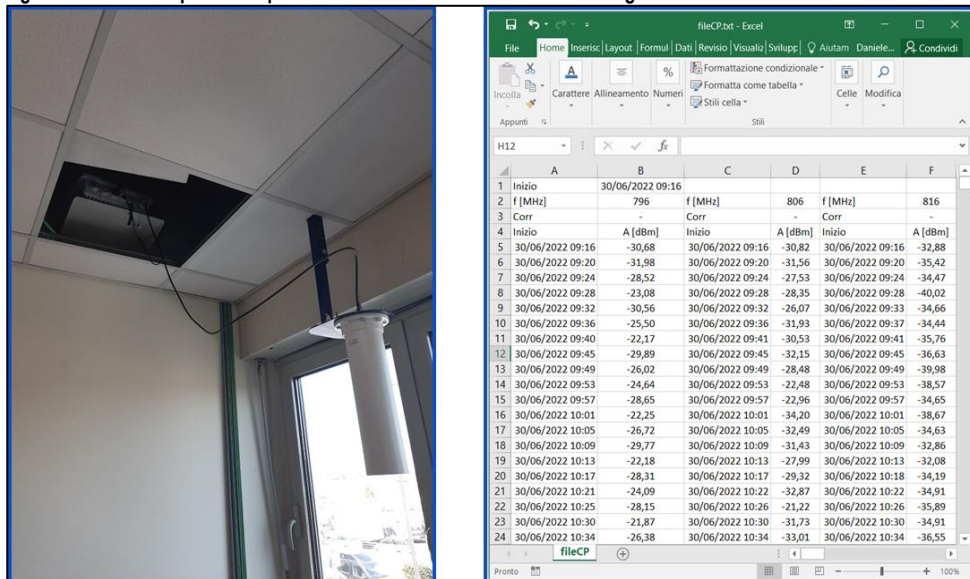 fileCP.txt - Excel
File Home Inserisc Layout Formul Dati Revisio Visualiz Svilupp Aiutam Daniele... Condividi
Incolla
Carattere
Allineamento
Numeri
Formattazione condizionale
Formatta come tabella
Stili cella
Celle
Modifica
Appunti
Stili
H12 fx
A B C D E F
1 Inizio 30/06/2022 09:16
2 f [MHz] 796 f [MHz] 806 f [MHz] 816
3 Corr - Corr - Corr -
4 Inizio A [dBm] Inizio A [dBm] Inizio A [dBm]
5 30/06/2022 09:16 -30,68 30/06/2022 09:16 -30,82 30/06/2022 09:16 -32,88
6 30/06/2022 09:20 -31,98 30/06/2022 09:20 -31,56 30/06/2022 09:20 -35,42
7 30/06/2022 09:24 -28,52 30/06/2022 09:24 -27,53 30/06/2022 09:24 -34,47
8 30/06/2022 09:28 -23,08 30/06/2022 09:28 -28,35 30/06/2022 09:28 -40,02
9 30/06/2022 09:32 -30,56 30/06/2022 09:32 -26,07 30/06/2022 09:33 -34,66
10 30/06/2022 09:36 -25,50 30/06/2022 09:36 -31,93 30/06/2022 09:37 -34,44
11 30/06/2022 09:40 -22,17 30/06/2022 09:41 -30,53 30/06/2022 09:41 -35,76
12 30/06/2022 09:45 -29,89 30/06/2022 09:45 -32,15 30/06/2022 09:45 -36,63
13 30/06/2022 09:49 -26,02 30/06/2022 09:49 -28,48 30/06/2022 09:49 -39,98
14 30/06/2022 09:53 -24,64 30/06/2022 09:53 -22,48 30/06/2022 09:53 -38,57
15 30/06/2022 09:57 -28,65 30/06/2022 09:57 -22,96 30/06/2022 09:57 -34,65
16 30/06/2022 10:01 -22,25 30/06/2022 10:01 -34,20 30/06/2022 10:01 -38,67
17 30/06/2022 10:05 -26,72 30/06/2022 10:05 -32,49 30/06/2022 10:05 -34,63
18 30/06/2022 10:09 -29,77 30/06/2022 10:09 -31,43 30/06/2022 10:09 -32,86
19 30/06/2022 10:13 -22,18 30/06/2022 10:13 -27,99 30/06/2022 10:13 -32,08
20 30/06/2022 10:17 -28,31 30/06/2022 10:17 -29,32 30/06/2022 10:18 -34,19
21 30/06/2022 10:21 -24,09 30/06/2022 10:22 -32,87 30/06/2022 10:22 -34,91
22 30/06/2022 10:25 -28,15 30/06/2022 10:26 -21,22 30/06/2022 10:26 -35,89
23 30/06/2022 10:30 -21,87 30/06/2022 10:30 -31,73 30/06/2022 10:30 -34,91
24 30/06/2022 10:34 -26,38 30/06/2022 10:34 -33,01 30/06/2022 10:34 -36,55
fileCP
Pronto 100%